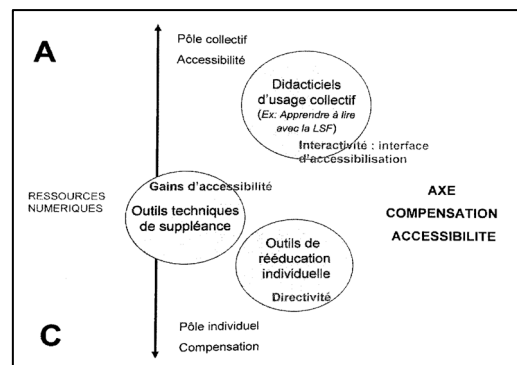 A
Pôle collectif
Accessibilité
Didacticiels
d'usage collectif
(Ex: Apprendre à lire
avec la LSF)
Interactivité : interface
d'accessibilisation
Gains d'accessibilité
RESSOURCES
NUMERIQUES
Outils techniques
de suppléance
AXE
COMPENSATION
ACCESSIBILITE
Outils de
rééducation
individuelle
Directivité
Pôle individuel
Compensation
C